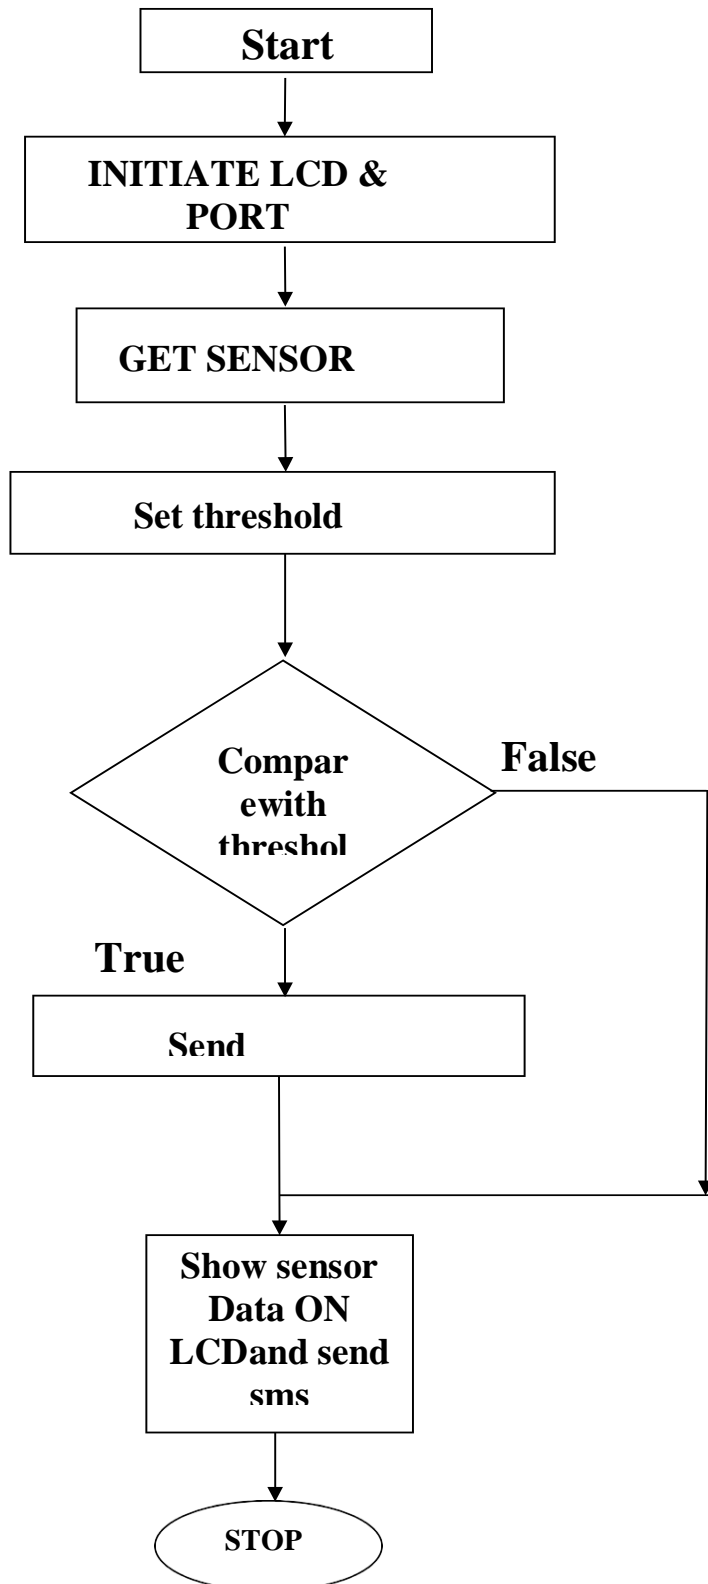 Start
INITIATE LCD &
PORT
GET SENSOR
Set threshold
Compar
ewith
threshol
False
True
Send
Show sensor
Data ON
LCDand send
sms
STOP